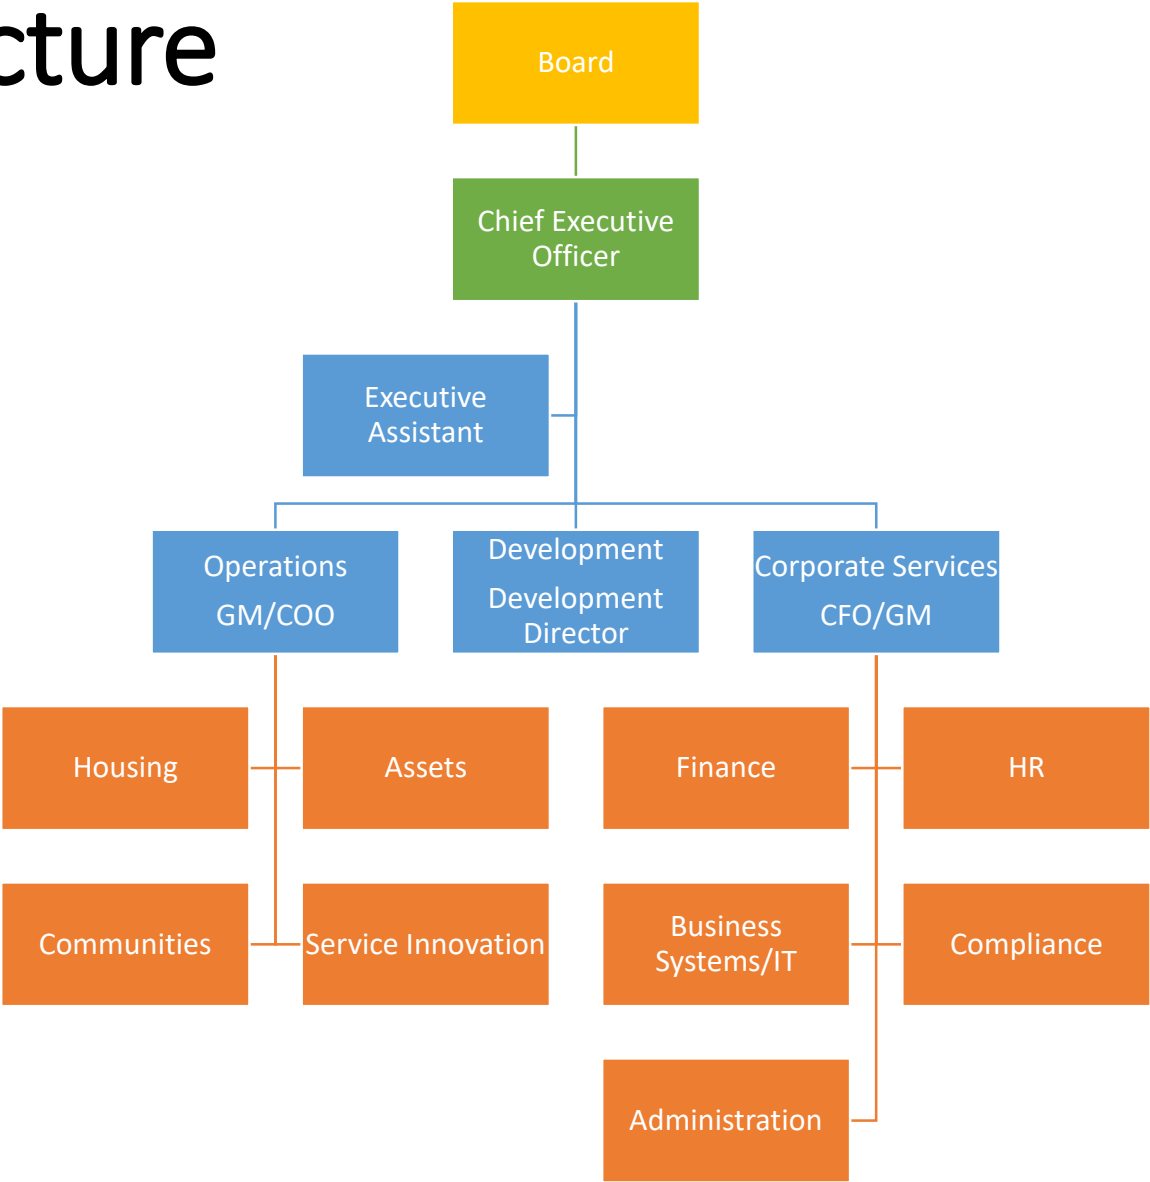 cture
Board
Chief Executive
Officer
Executive
Assistant
Operations
GM/COO
Development
Development
Director
Corporate Services
CFO/GM
Housing
Assets
Finance
HR
Communities
Service Innovation
Business
Systems/IT
Compliance
Administration